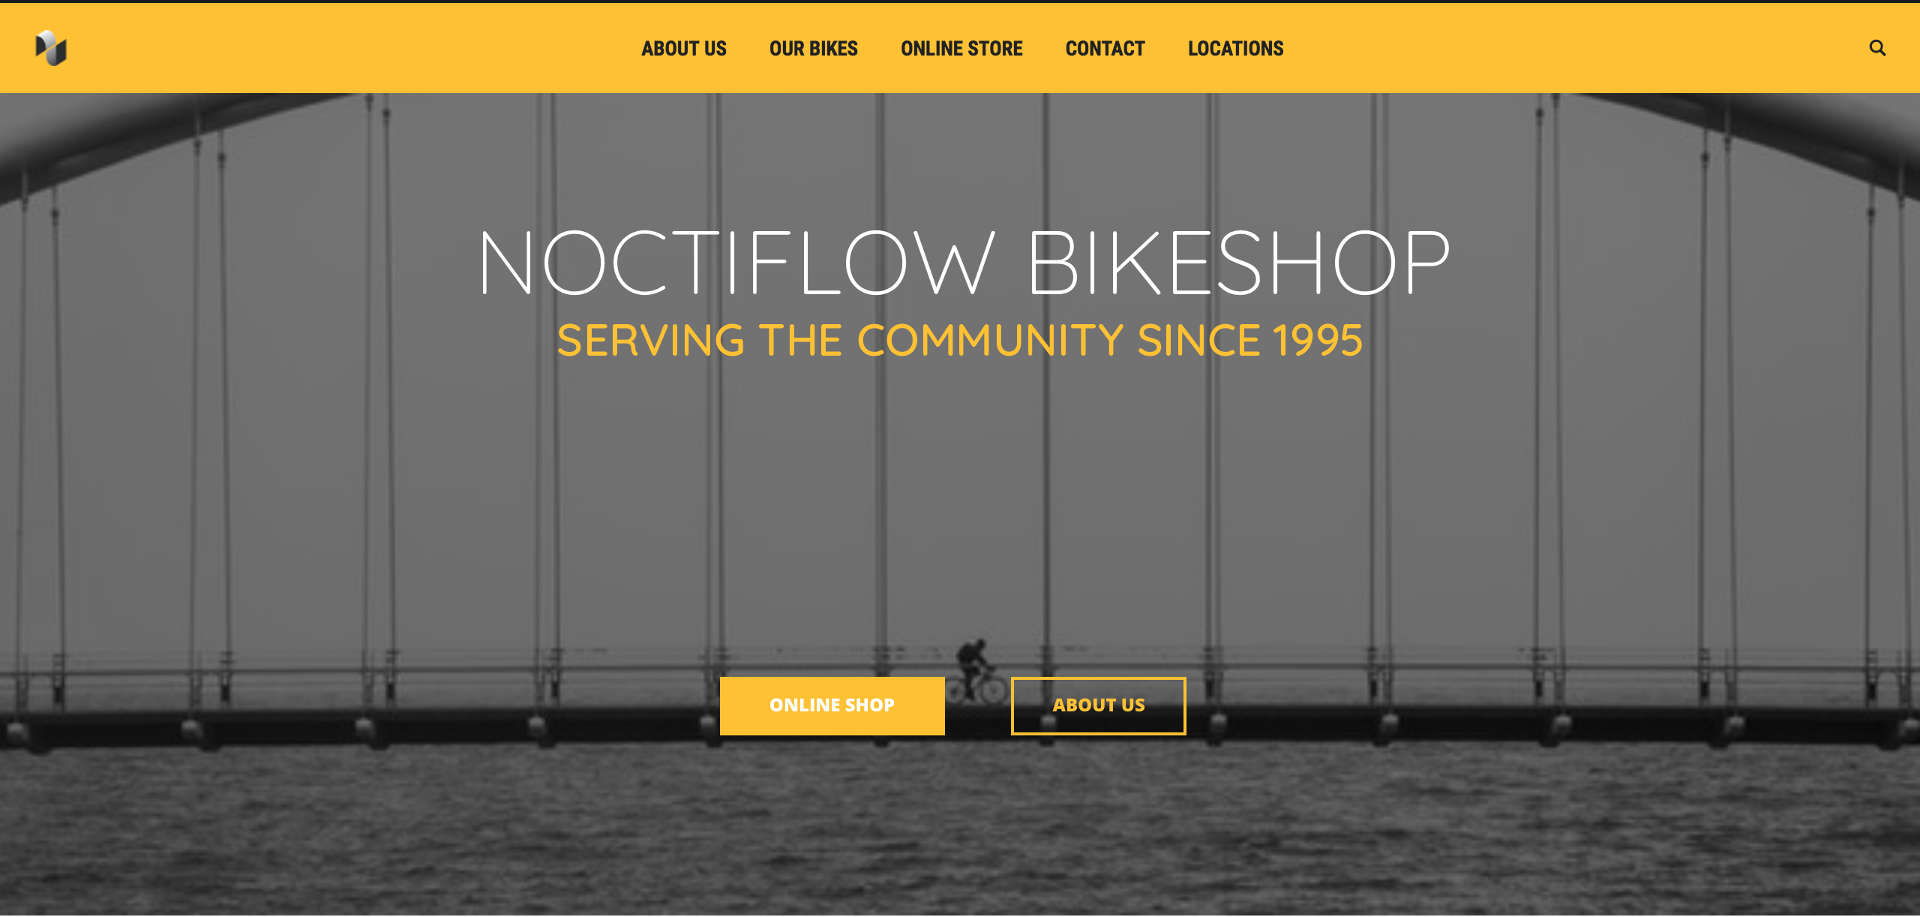 ABOUT US OUR BIKES ONLINE STORE CONTACT LOCATIONS
NOCTIFLOW BIKESHOP
SERVING THE COMMUNITY SINCE 1995
ONLINE SHOP ABOUT US